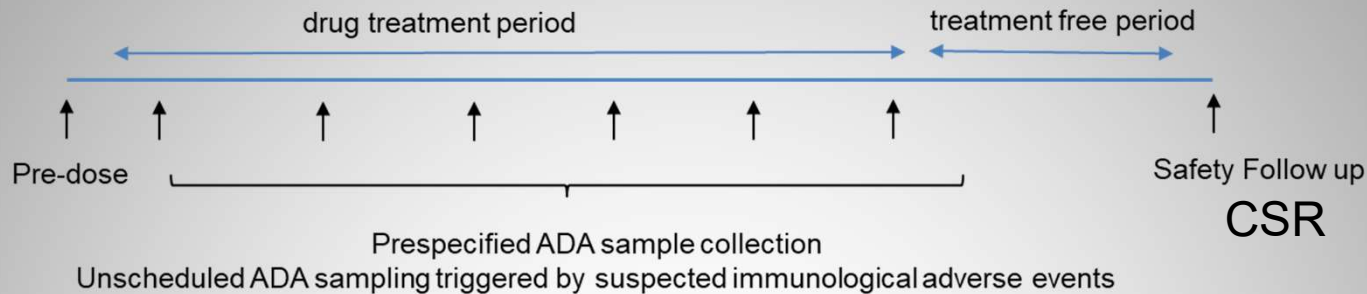 drug treatment period
treatment free period
Pre-dose
Safety Follow up
CSR
Prespecified ADA sample collection
Unscheduled ADA sampling triggered by suspected immunological adverse events